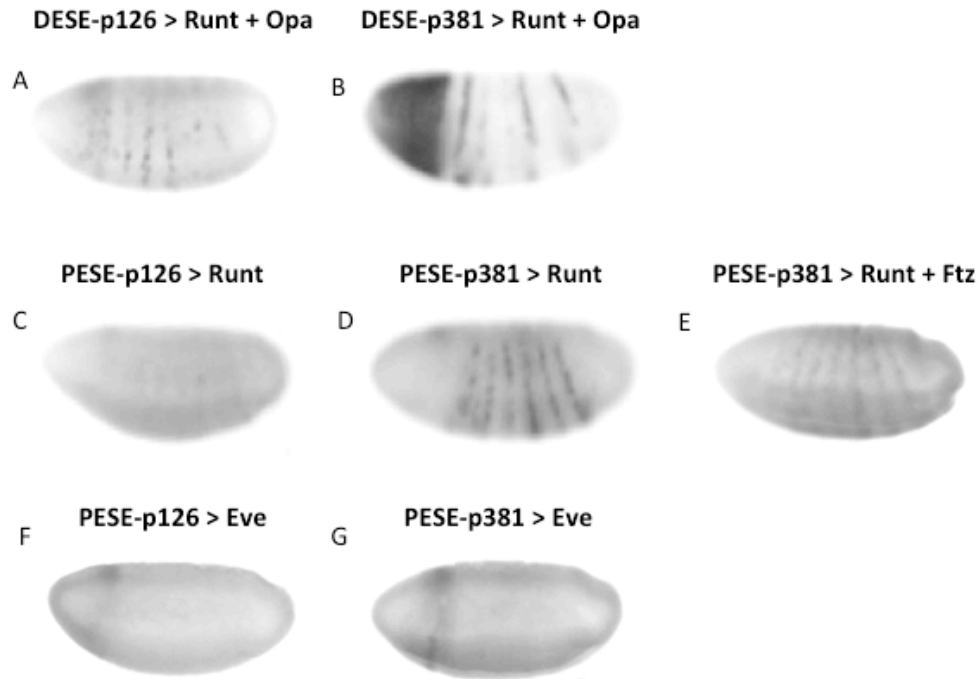 DESE-p126 > Runt + Opa
DESE-p381 > Runt + Opa
A
B
PESE-p126 > Runt
PESE-p381 > Runt
PESE-p381 > Runt + Ftz
C
D
E
PESE-p126 > Eve
PESE-p381 > Eve
F
G